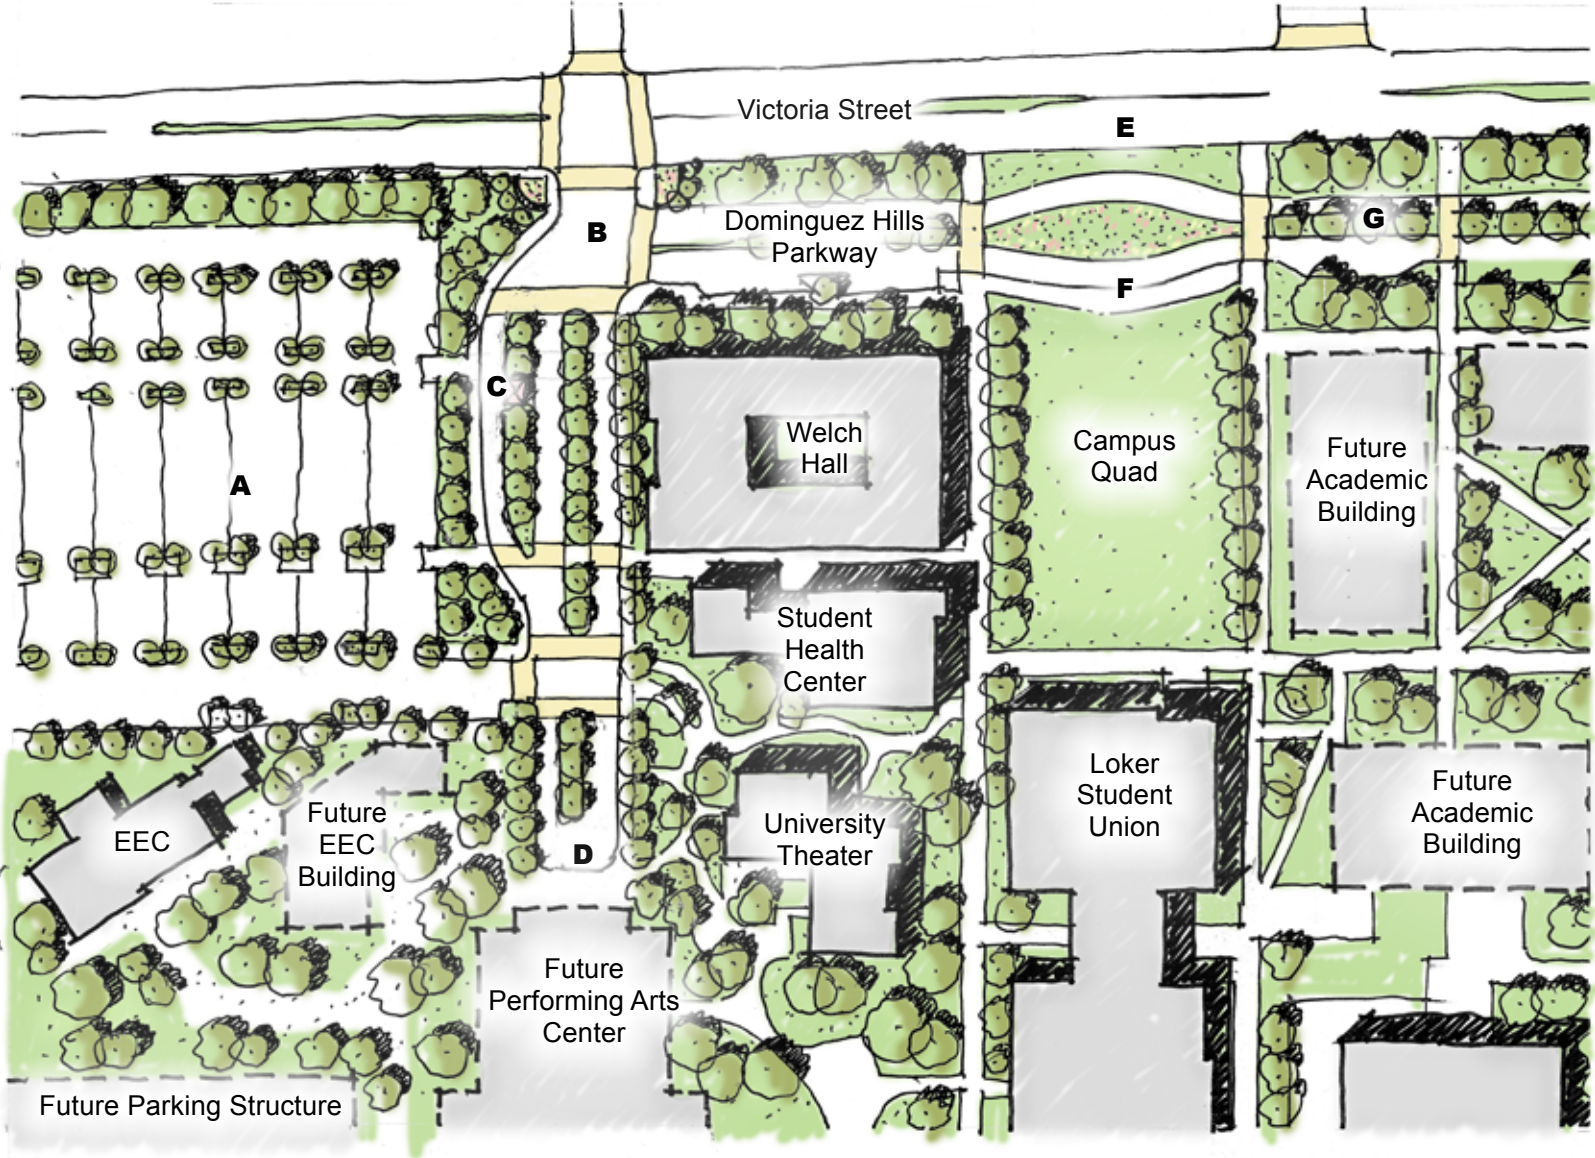 Victoria Street
E
Dominguez Hills
Parkway
B
G
F
C
A
Welch
Hall
Campus
Quad
Future
Academic
Building
Student
Health
Center
EEC
Future
EEC
Building
D
University
Theater
Loker
Student
Union
Future
Academic
Building
Future
Performing Arts
Center
Future Parking Structure